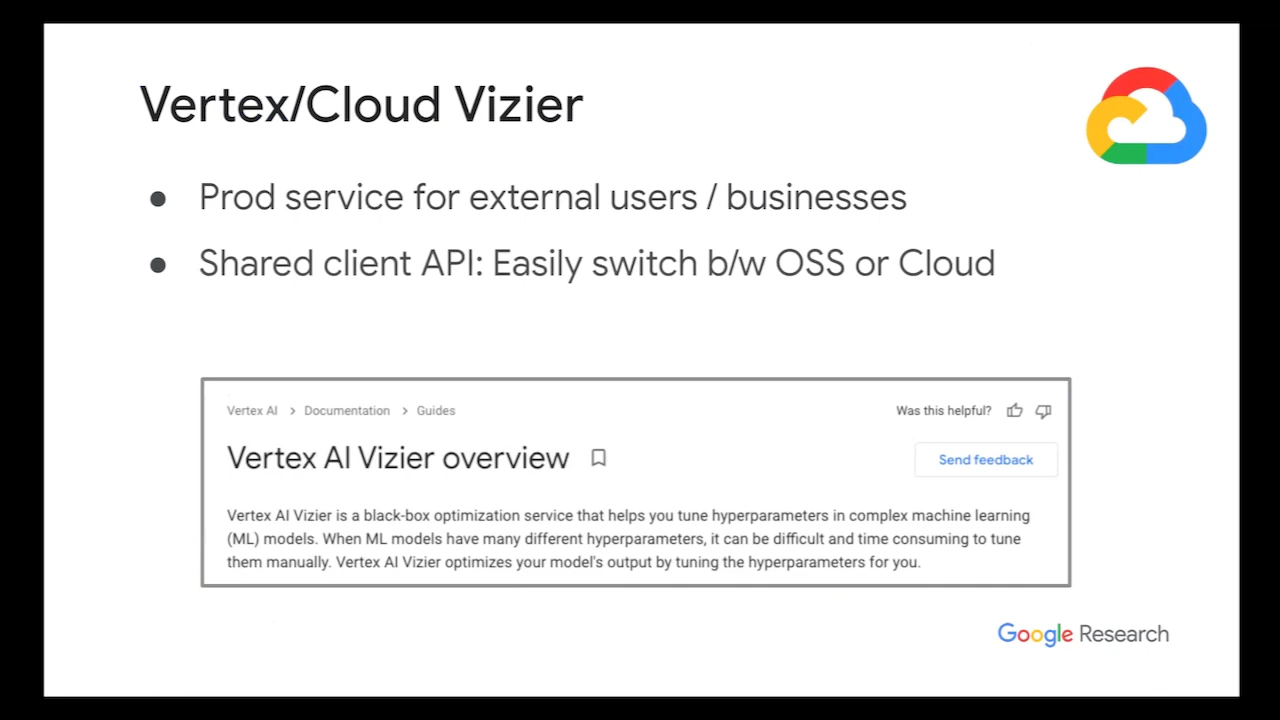 Vertex/Cloud Vizier
● Prod service for external users / businesses
● Shared client API: Easily switch b/w OSS or Cloud
Vertex AI > Documentation > Guides
Was this helpful?
Vertex AI Vizier overview
Send feedback
Vertex AI Vizier is a black-box optimization service that helps you tune hyperparameters in complex machine learning
(ML) models. When ML models have many different hyperparameters, it can be difficult and time consuming to tune
them manually. Vertex AI Vizier optimizes your model's output by tuning the hyperparameters for you.
Google Research